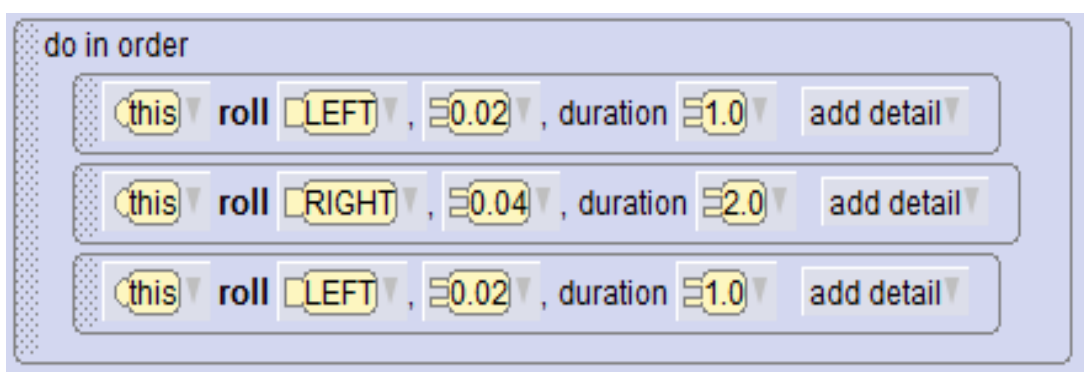 do in order
this roll LEFT , 0.02 , duration 1.0 add detail
this roll RIGHT , 0.04 , duration 2.0 add detail
this roll LEFT , 0.02 , duration 1.0 add detail